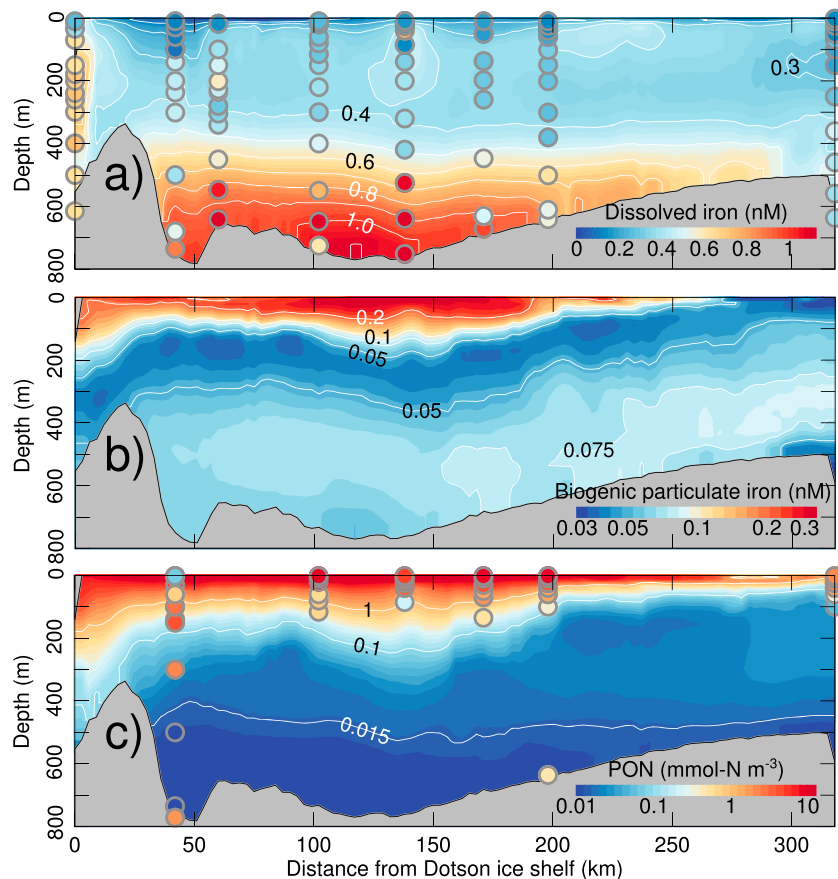 0
200
400
600
800
Depth (m)
a)
0.3
0.4
0.6
0.8
1.0
Dissolved iron (nM)
0 0.2 0.4 0.6 0.8 1
0
200
400
600
800
Depth (m)
b)
0.2
0.1
0.05
0.05
0.075
Biogenic particulate iron (nM)
0.03 0.05 0.1 0.2 0.3
0
200
400
600
800
Depth (m)
c)
1
0.1
0.015
PON (mmol-N m⁻³)
0.01 0.1 1 10
0 50 100 150 200 250 300
Distance from Dotson ice shelf (km)